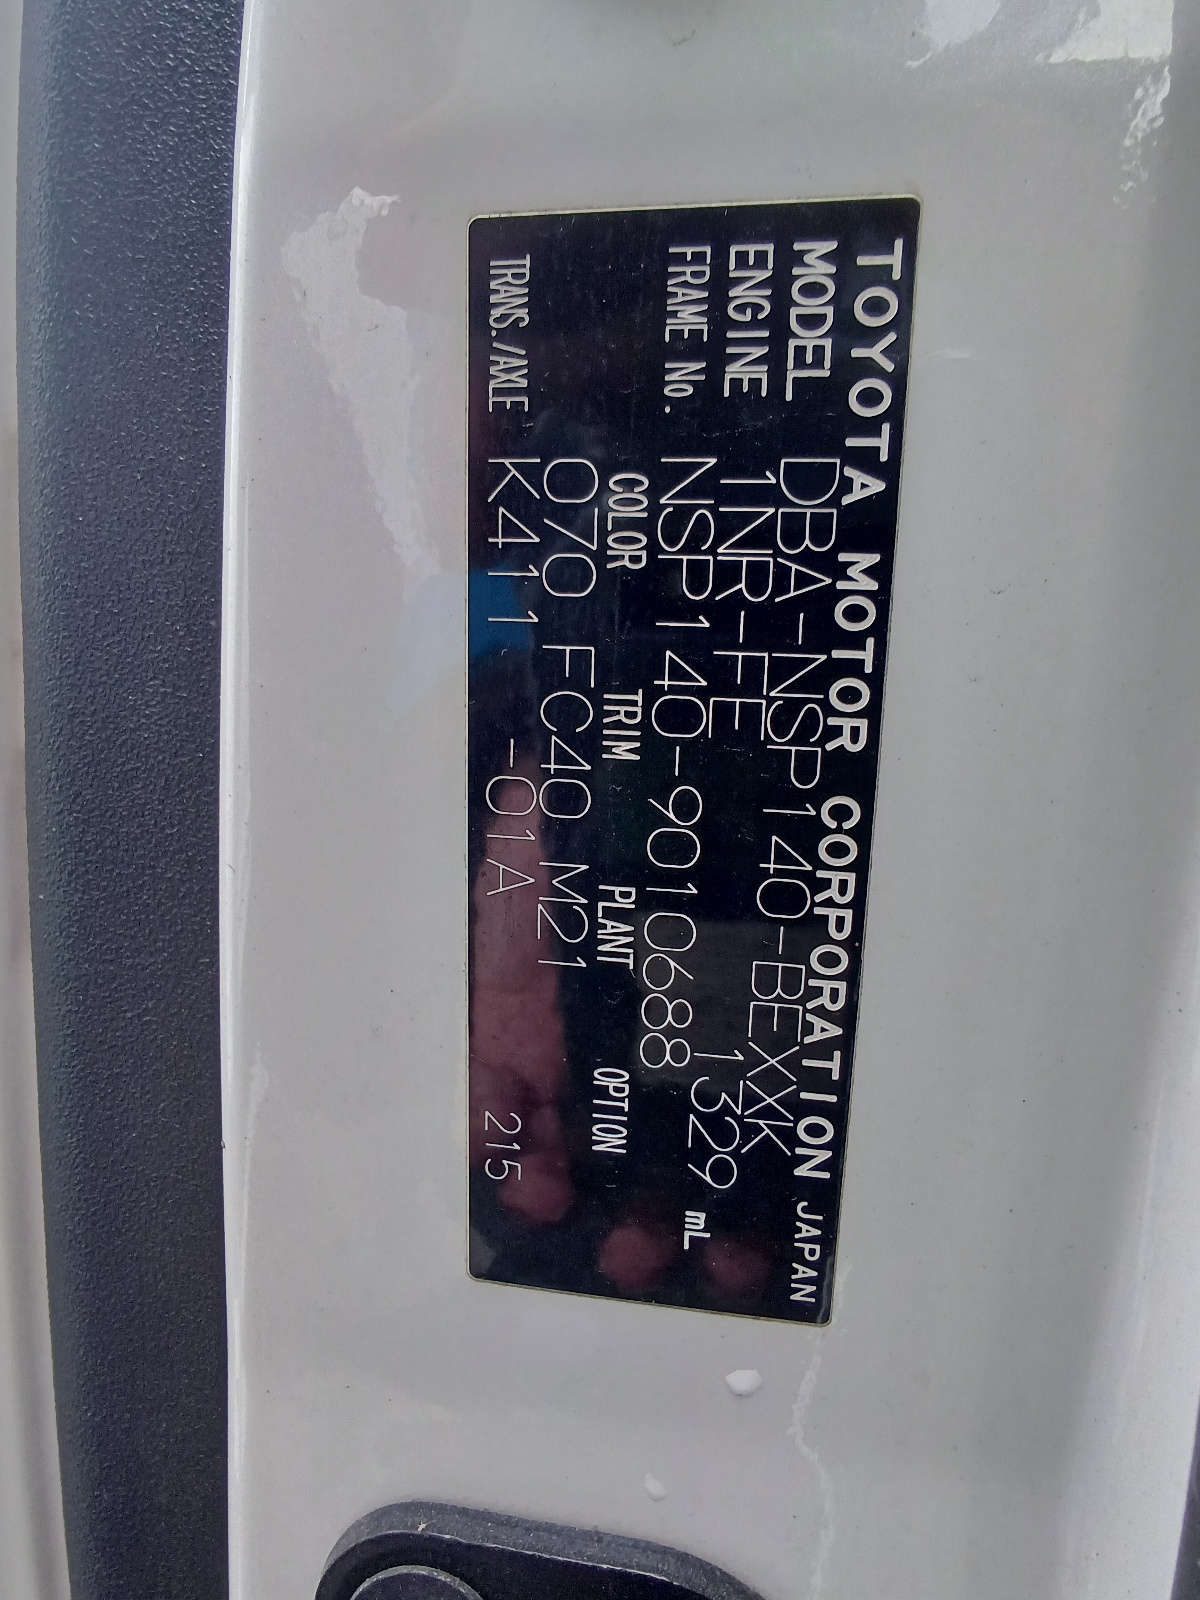 TOYOTA MOTOR CORPORATION JAPAN
MODEL DBA-NSP140-BEXXK
ENGINE 1NR-FE 1329 mL
FRAME No. NSP140-9010688
COLOR TRIM PLANT OPTION
070 FC40 M21
TRANS./AXLE K411 -01A 215